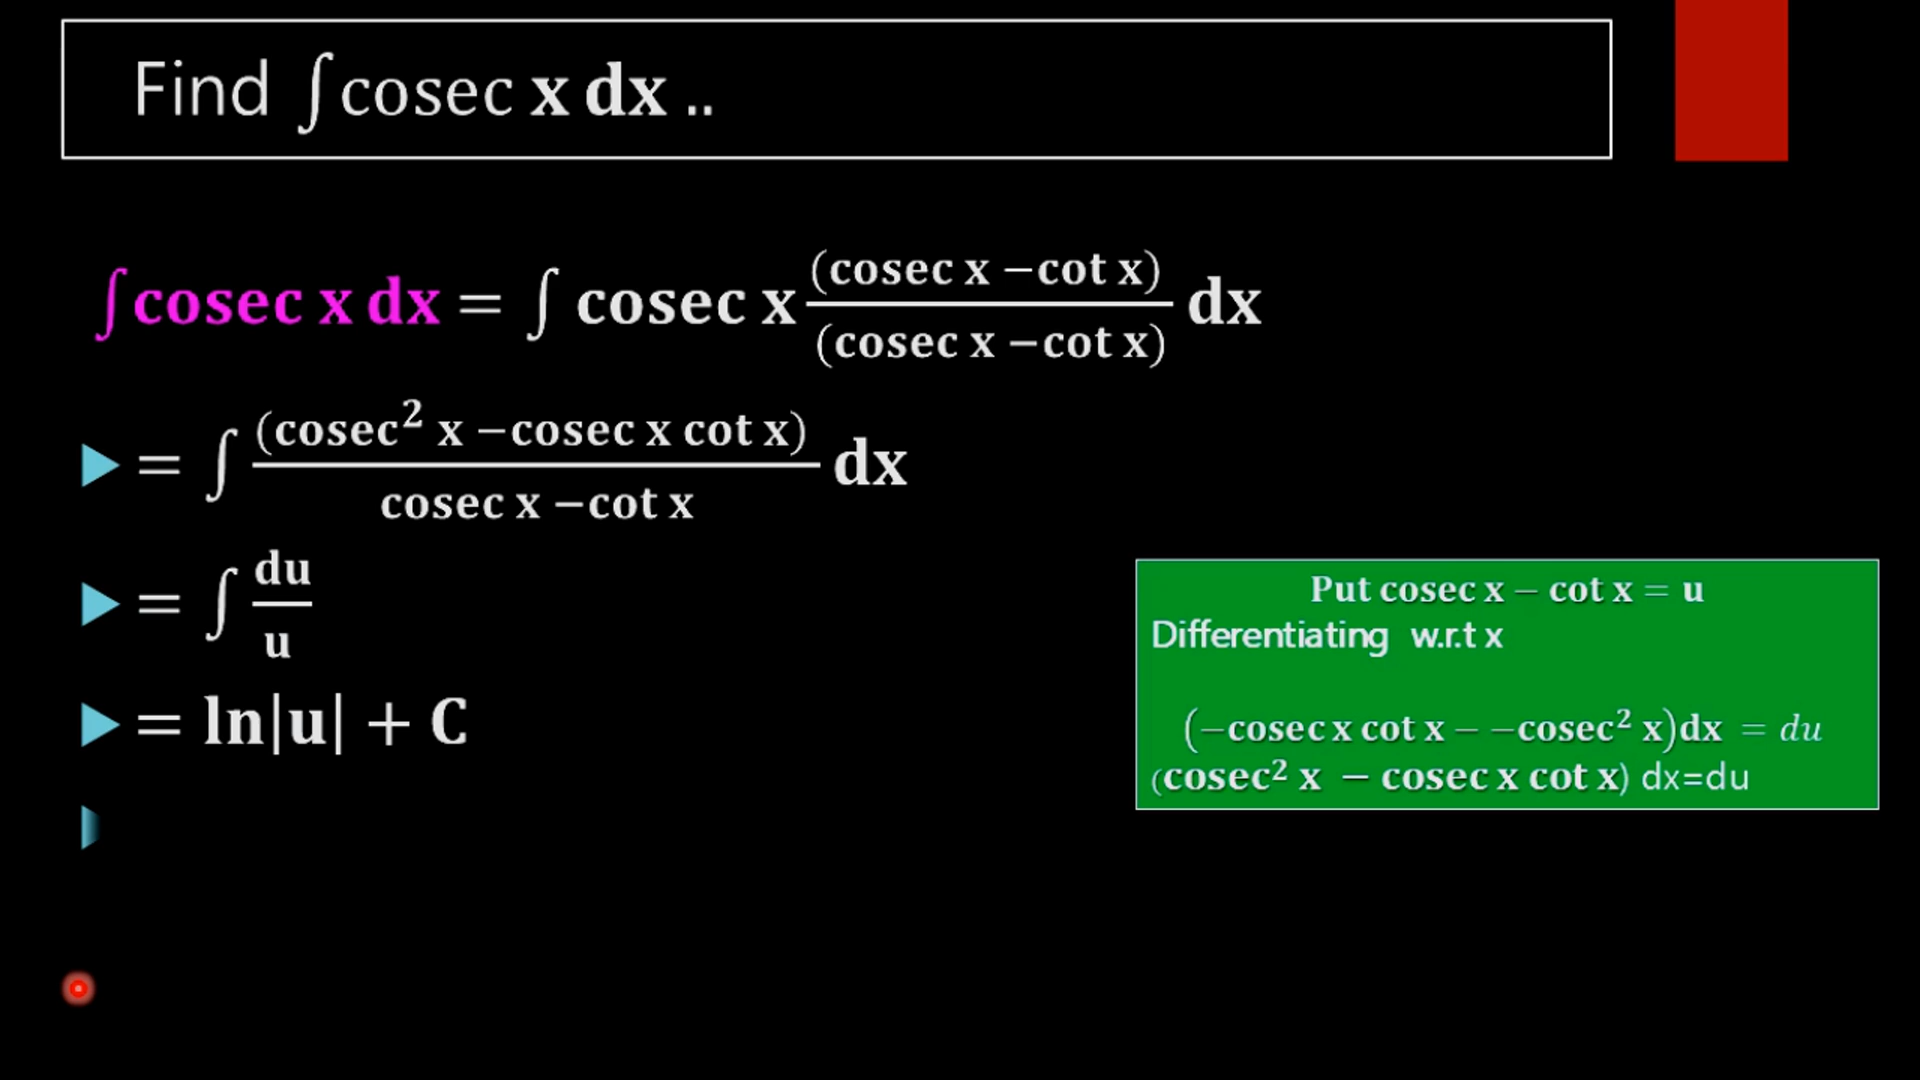 Find ∫cosec x dx ..
∫cosec x dx = ∫ cosec x (cosec x −cot x)/(cosec x −cot x) dx
= ∫ (cosec² x −cosec x cot x)/(cosec x −cot x) dx
= ∫ du/u
= ln|u| + C
Put cosec x − cot x = u
Differentiating w.r.t x
(−cosec x cot x − −cosec² x)dx = du
(cosec² x − cosec x cot x) dx=du